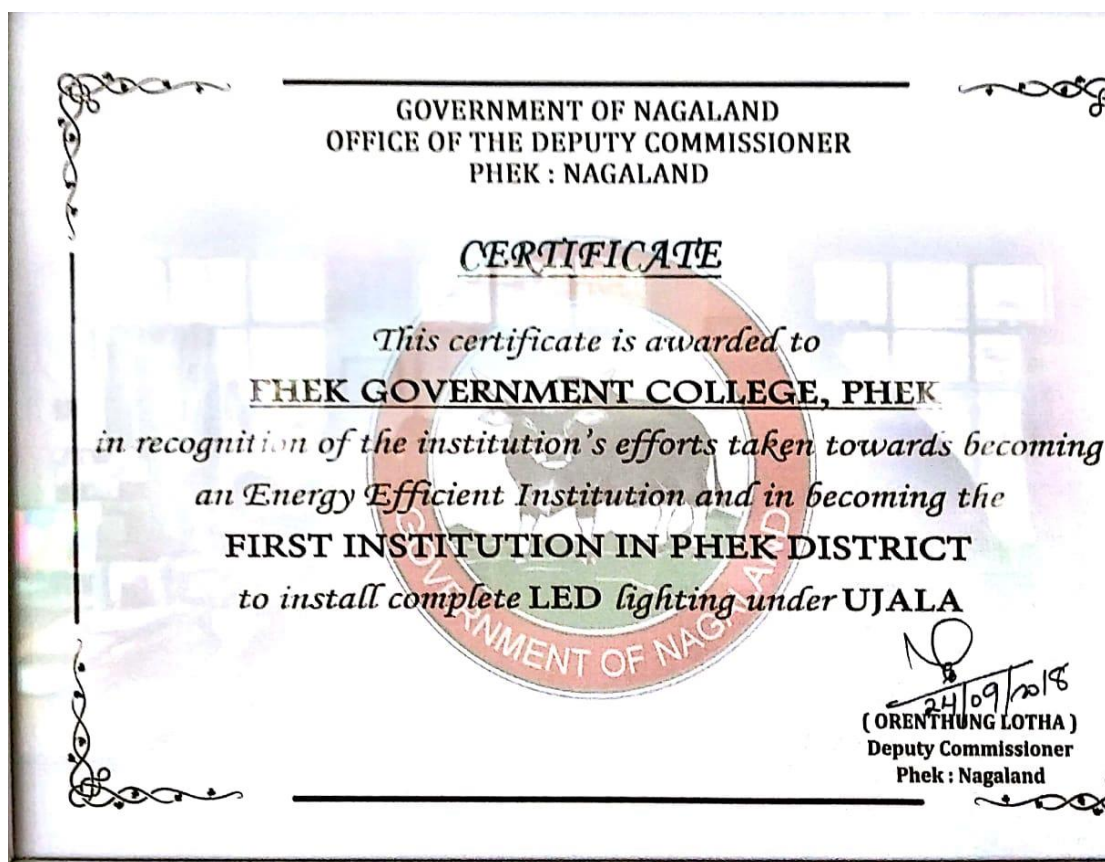 GOVERNMENT OF NAGALAND
OFFICE OF THE DEPUTY COMMISSIONER
PHEK : NAGALAND
CERTIFICATE
This certificate is awarded to
PHEK GOVERNMENT COLLEGE, PHEK
in recognition of the institution's efforts taken towards becoming
an Energy Efficient Institution and in becoming the
FIRST INSTITUTION IN PHEK DISTRICT
to install complete LED lighting under UJALA
GOVERNMENT OF NAGALAND
24/09/2018
( ORENTHUNG LOTHA )
Deputy Commissioner
Phek : Nagaland